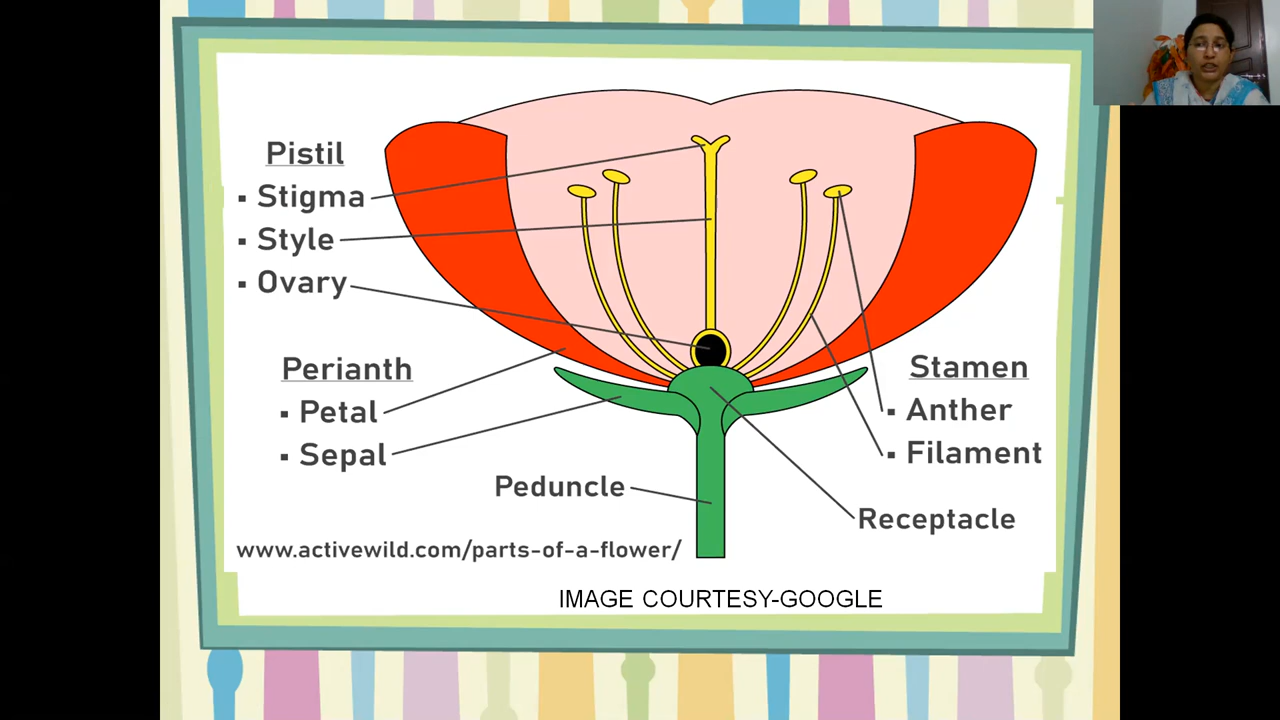 Pistil
▪ Stigma
▪ Style
▪ Ovary
Perianth
▪ Petal
▪ Sepal
Stamen
▪ Anther
▪ Filament
Peduncle
Receptacle
www.activewild.com/parts-of-a-flower/
IMAGE COURTESY-GOOGLE